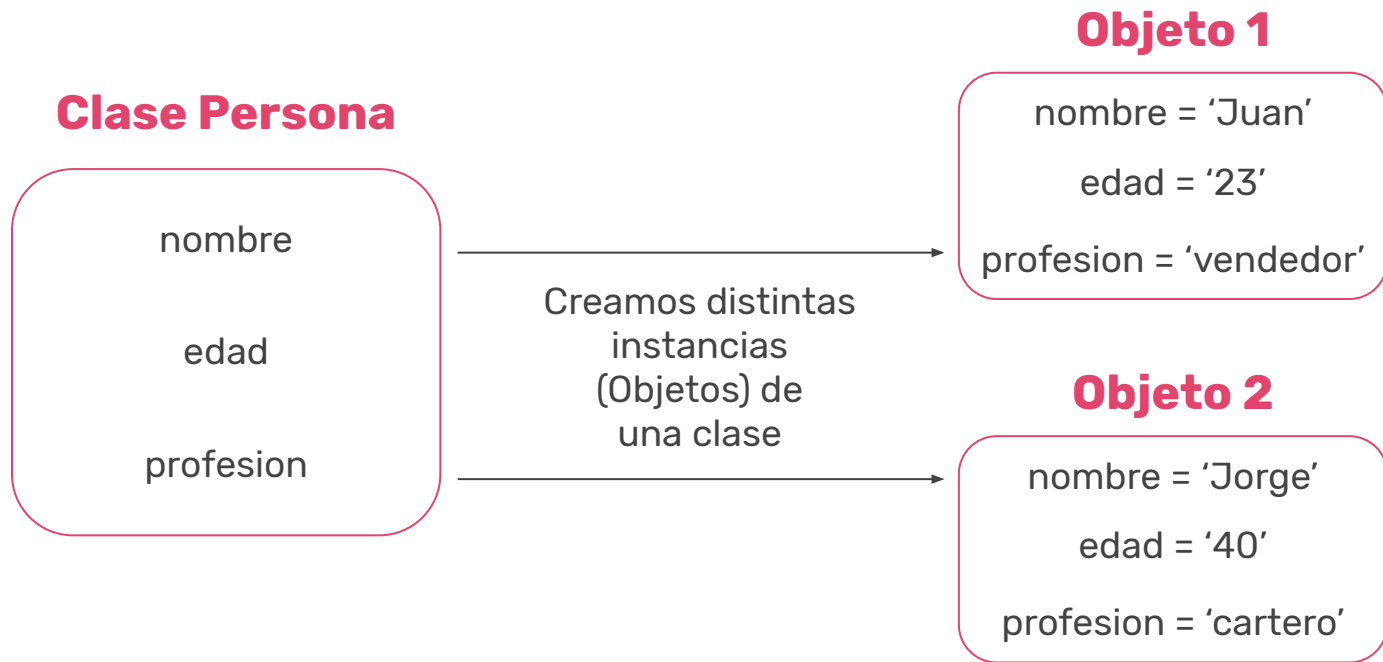 Clase Persona
nombre
edad
profesion
Creamos distintas
instancias
(Objetos) de
una clase
Objeto 1
nombre = ‘Juan’
edad = ‘23’
profesion = ‘vendedor’
Objeto 2
nombre = ‘Jorge’
edad = ‘40’
profesion = ‘cartero’